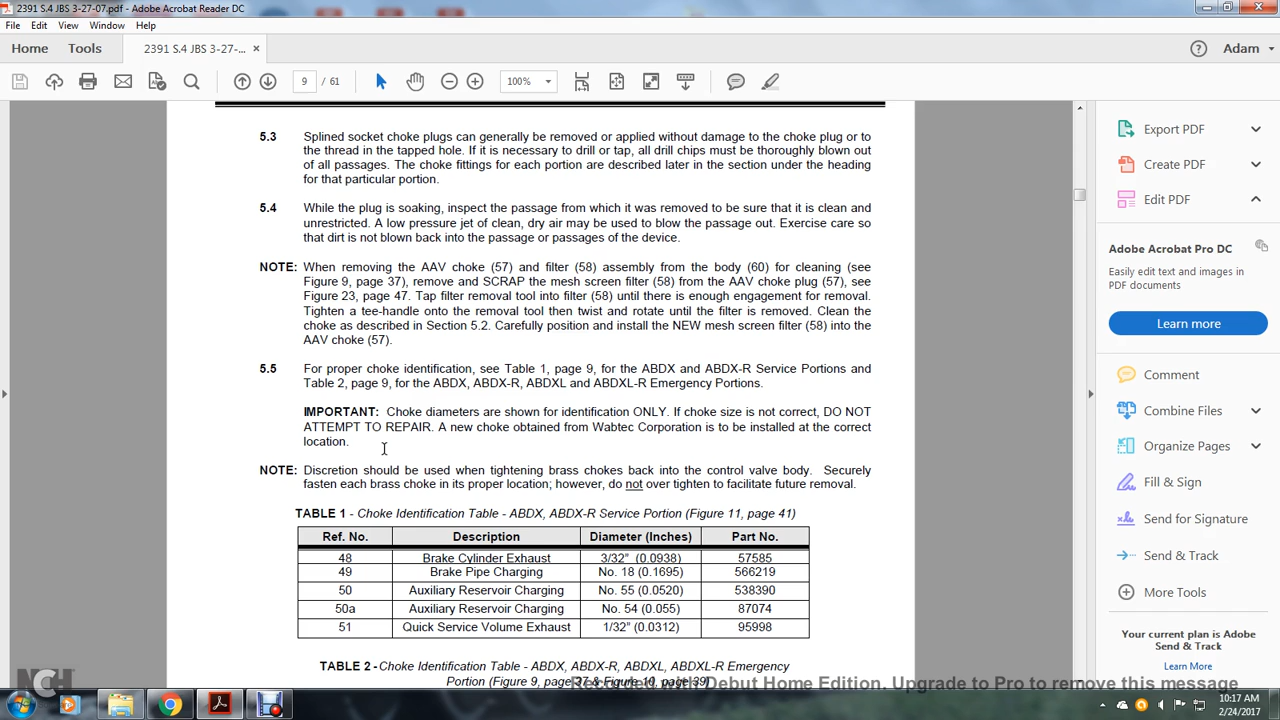 2391 S.4 JBS 3-27-07.pdf - Adobe Acrobat Reader DC
File Edit View Window Help
Home Tools 2391 S.4 JBS 3-27-... × Adam
9 / 61 100%
5.3 Splined socket choke plugs can generally be removed or applied without damage to the choke plug or to
the thread in the tapped hole. If it is necessary to drill or tap, all drill chips must be thoroughly blown out
of all passages. The choke fittings for each portion are described later in the section under the heading
for that particular portion.
5.4 While the plug is soaking, inspect the passage from which it was removed to be sure that it is clean and
unrestricted. A low pressure jet of clean, dry air may be used to blow the passage out. Exercise care so
that dirt is not blown back into the passage or passages of the device.
NOTE: When removing the AAV choke (57) and filter (58) assembly from the body (60) for cleaning (see
Figure 9, page 37), remove and SCRAP the mesh screen filter (58) from the AAV choke plug (57), see
Figure 23, page 47. Tap filter removal tool into filter (58) until there is enough engagement for removal.
Tighten a tee-handle onto the removal tool then twist and rotate until the filter is removed. Clean the
choke as described in Section 5.2. Carefully position and install the NEW mesh screen filter (58) into the
AAV choke (57).
5.5 For proper choke identification, see Table 1, page 9, for the ABDX and ABDX-R Service Portions and
Table 2, page 9, for the ABDX, ABDX-R, ABDXL and ABDXL-R Emergency Portions.
IMPORTANT: Choke diameters are shown for identification ONLY. If choke size is not correct, DO NOT
ATTEMPT TO REPAIR. A new choke obtained from Wabtec Corporation is to be installed at the correct
location.
NOTE: Discretion should be used when tightening brass chokes back into the control valve body. Securely
fasten each brass choke in its proper location; however, do not over tighten to facilitate future removal.
TABLE 1 - Choke Identification Table - ABDX, ABDX-R Service Portion (Figure 11, page 41)
Ref. No. Description Diameter (Inches) Part No.
48 Brake Cylinder Exhaust 3/32" (0.0938) 57585
49 Brake Pipe Charging No. 18 (0.1695) 566219
50 Auxiliary Reservoir Charging No. 55 (0.0520) 538390
50a Auxiliary Reservoir Charging No. 54 (0.055) 87074
51 Quick Service Volume Exhaust 1/32" (0.0312) 95998
TABLE 2 - Choke Identification Table - ABDX, ABDX-R, ABDXL, ABDXL-R Emergency
Portion (Figure 9, page 37 & Figure 10, page 39)
Export PDF
Create PDF
Edit PDF
Adobe Acrobat Pro DC
Easily edit text and images in
PDF documents
Learn more
Comment
Combine Files
Organize Pages
Fill & Sign
Send for Signature
Send & Track
More Tools
Your current plan is Adobe
Send & Track
Learn More
NCH
Recorded with Debut Home Edition. Upgrade to Pro to remove this message
10:17 AM
2/24/2017